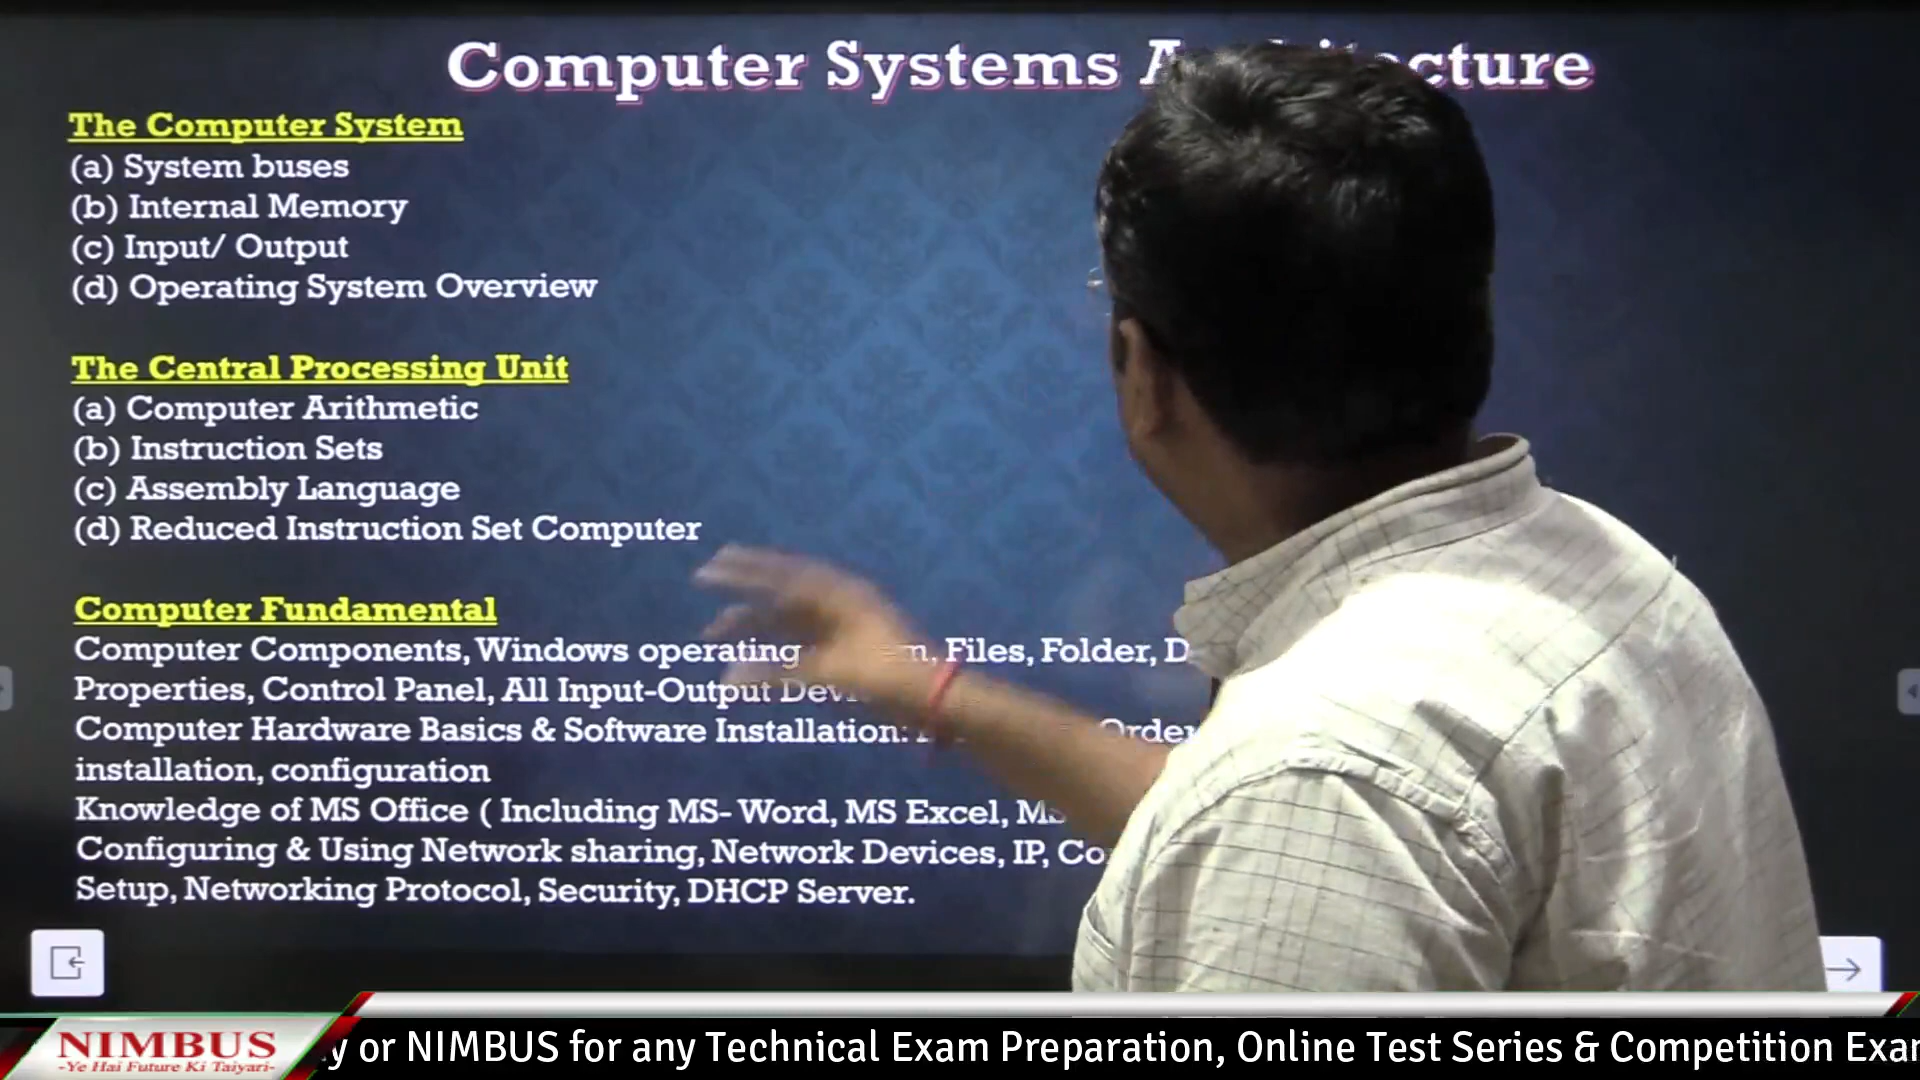 Computer Systems
The Computer System
(a) System buses
(b) Internal Memory
(c) Input/ Output
(d) Operating System Overview
The Central Processing Unit
(a) Computer Arithmetic
(b) Instruction Sets
(c) Assembly Language
(d) Reduced Instruction Set Computer
Computer Fundamental
Computer Components, Windows operating Files, Folder,
Properties, Control Panel, All Input-Output
Computer Hardware Basics & Software Installation:
installation, configuration
Knowledge of MS Office ( Including MS- Word, MS Excel,
Configuring & Using Network sharing, Network Devices, IP,
Setup, Networking Protocol, Security, DHCP Server.
NIMBUS
-Ye Hai Future Ki Taiyari-
or NIMBUS for any Technical Exam Preparation, Online Test Series & Competition